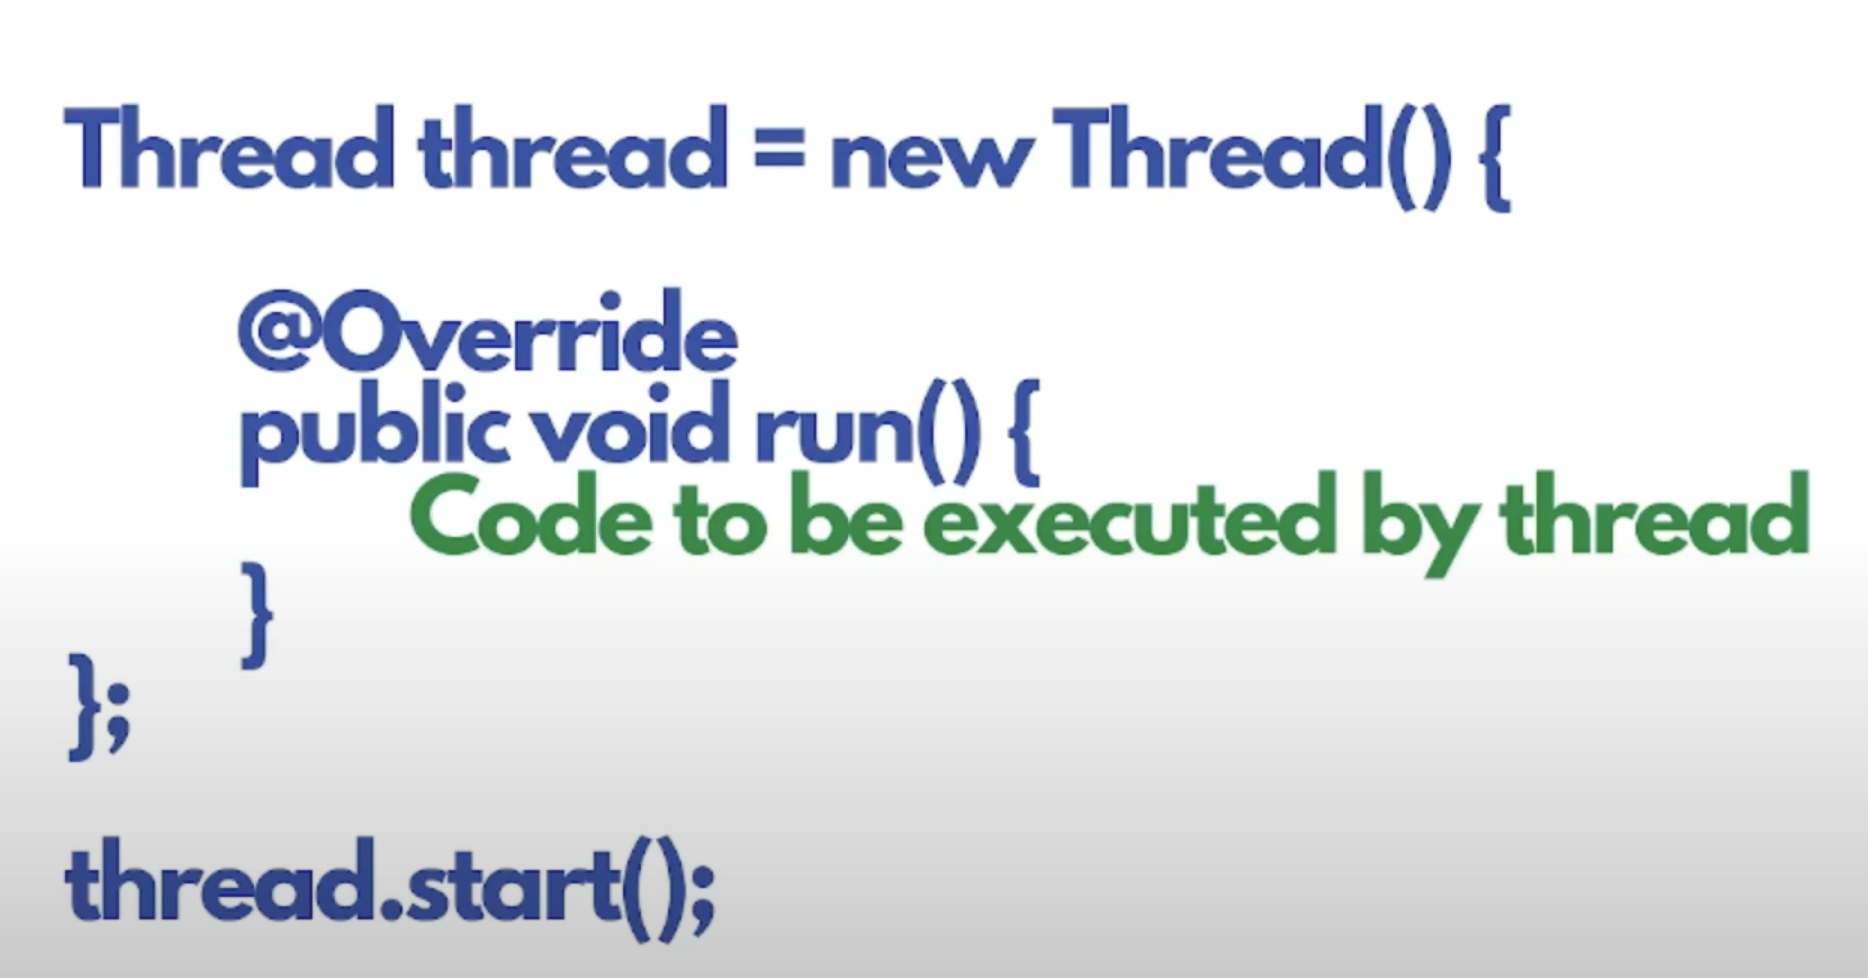 Thread thread = new Thread() {
@Override
public void run() {
Code to be executed by thread
}
};
thread.start();